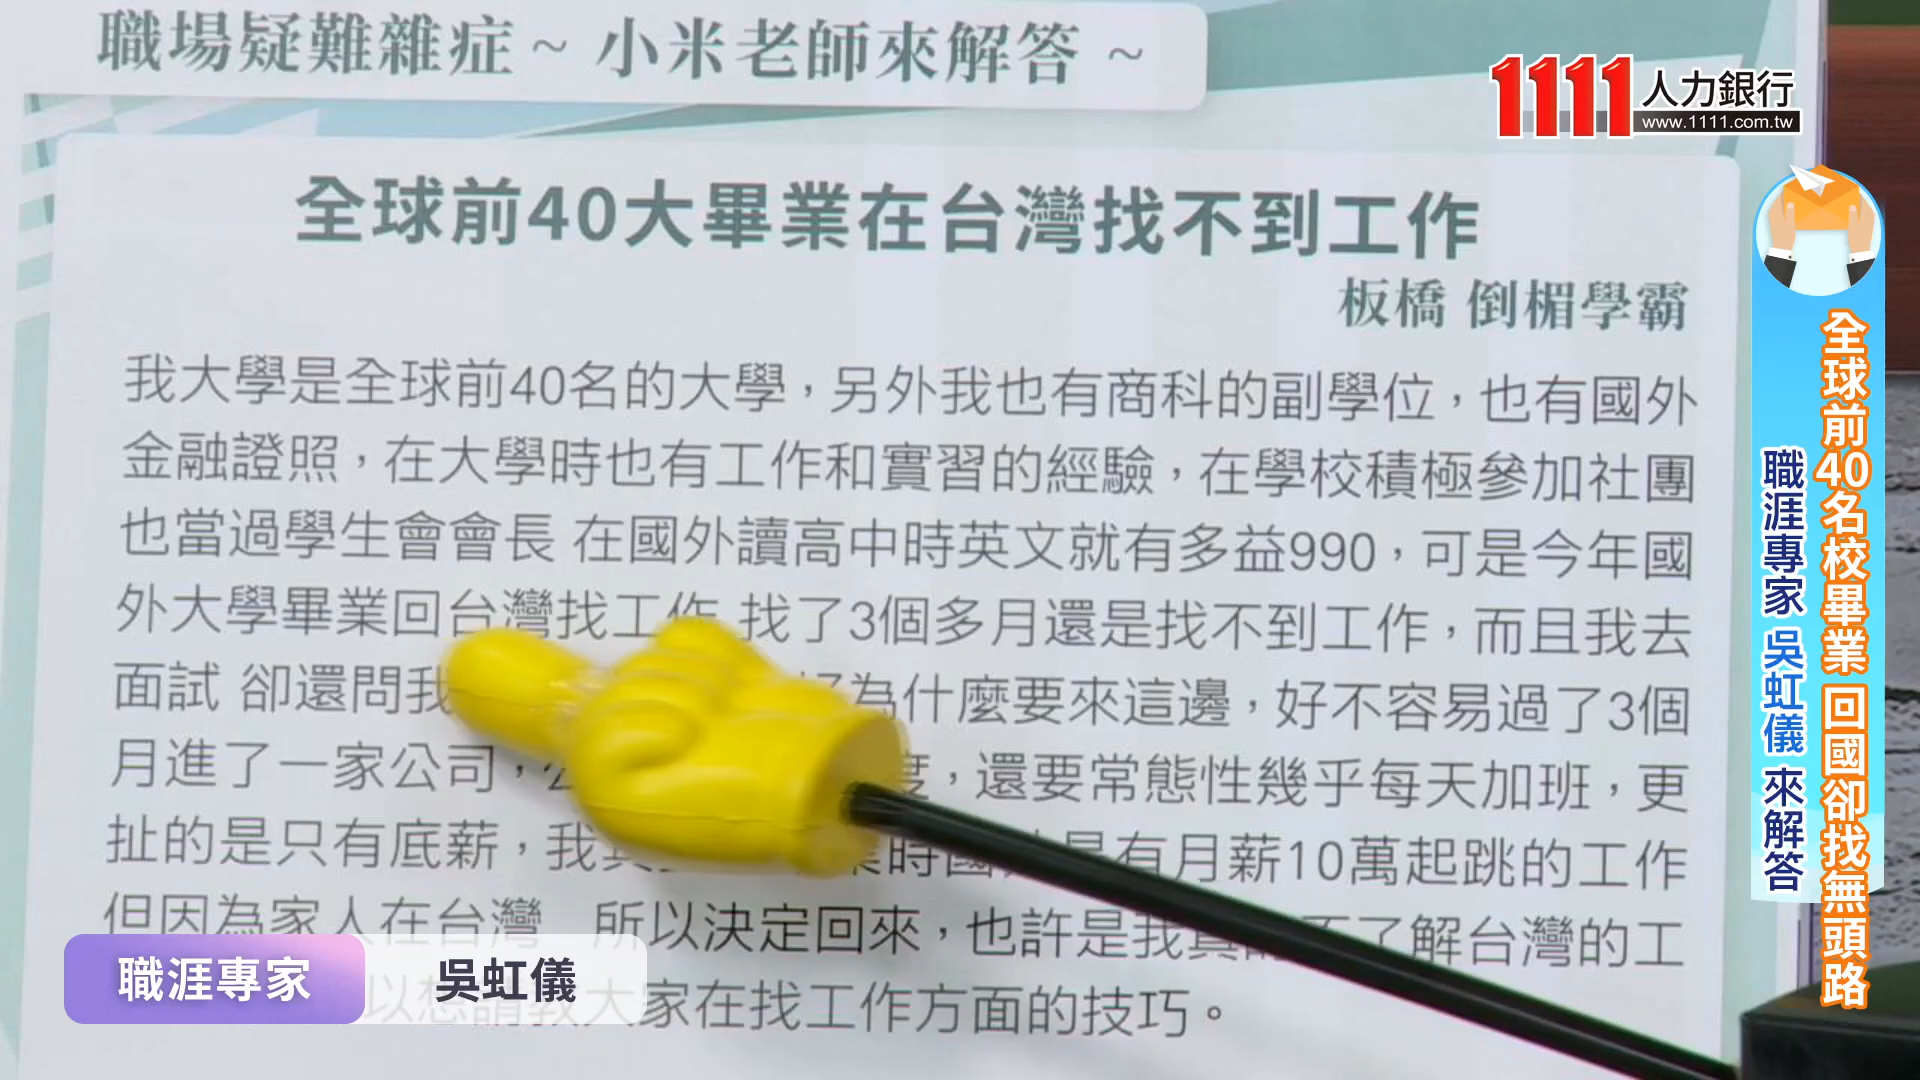 職場疑難雜症~ 小米老師來解答 ~
全球前40大畢業在台灣找不到工作
板橋 倒楣學霸
我大學是全球前40名的大學，另外我也有商科的副學位，也有國外
金融證照，在大學時也有工作和實習的經驗，在學校積極參加社團
也當過學生會會長 在國外讀高中時英文就有多益990，可是今年國
外大學畢業回台灣找工作 找了3個多月還是找不到工作，而且我去
面試 卻還問我 為什麼要來這邊，好不容易過了3個
月進了一家公司， 度，還要常態性幾乎每天加班，更
扯的是只有底薪，我 時 是有月薪10萬起跳的工作
但因為家人在台灣 所以決定回來，也許是我真 了解台灣的工
以想請教大家在找工作方面的技巧。
1111 人力銀行
www.1111.com.tw
全球前40名校畢業 回國卻找無頭路
職涯專家 吳虹儀 來解答
職涯專家 吳虹儀